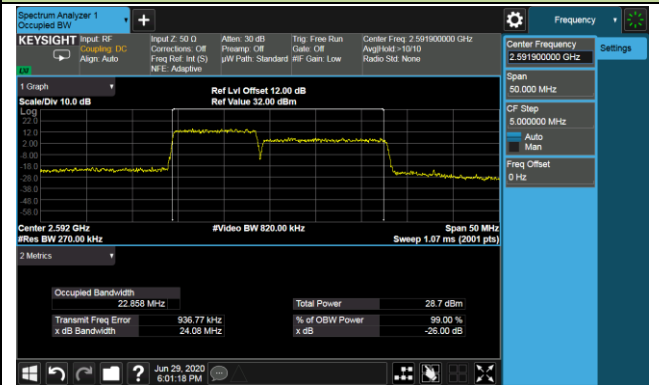 Spectrum Analyzer 1
Occupied BW
Frequency
KEYSIGHT
Input: RF
Coupling: DC
Align: Auto
Input Z: 50 Ω
Corrections: Off
Freq Ref: Int (S)
NFE: Adaptive
Atten: 30 dB
Preamp: Off
µW Path: Standard
Trig: Free Run
Gate: Off
#IF Gain: Low
Center Freq: 2.591900000 GHz
Avg|Hold:>10/10
Radio Std: None
Center Frequency
2.591900000 GHz
Settings
Span
50.000 MHz
CF Step
5.000000 MHz
Auto
Man
Freq Offset
0 Hz
1 Graph
Scale/Div 10.0 dB
Ref Lvl Offset 12.00 dB
Ref Value 32.00 dBm
Log
22.0
12.0
2.00
-8.00
-18.0
-28.0
-38.0
-48.0
-58.0
Center 2.592 GHz
#Res BW 270.00 kHz
#Video BW 820.00 kHz
Span 50 MHz
Sweep 1.07 ms (2001 pts)
2 Metrics
Occupied Bandwidth
22.858 MHz
Total Power 28.7 dBm
Transmit Freq Error 936.77 kHz
% of OBW Power 99.00 %
x dB Bandwidth 24.08 MHz
x dB -26.00 dB
Jun 29, 2020
6:01:18 PM